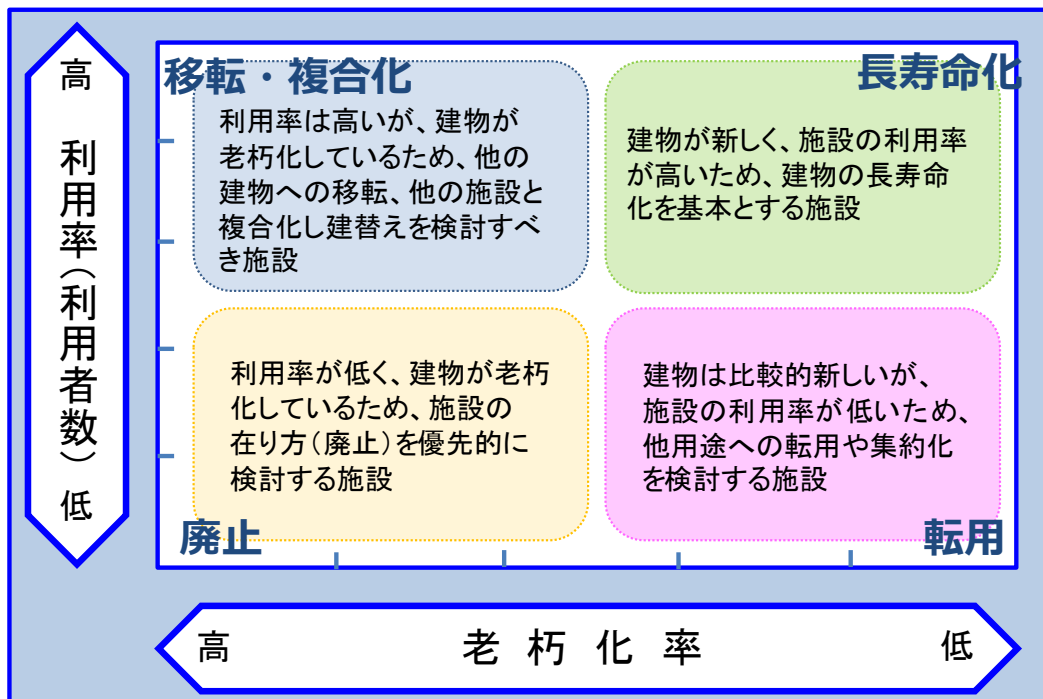 高 利用率（利用者数） 低
移転・複合化
利用率は高いが、建物が
老朽化しているため、他の
建物への移転、他の施設と
複合化し建替えを検討すべ
き施設
長寿命化
建物が新しく、施設の利用率
が高いため、建物の長寿命
化を基本とする施設
利用率が低く、建物が老朽
化しているため、施設の
在り方（廃止）を優先的に
検討する施設
廃止
建物は比較的新しいが、
施設の利用率が低いため、
他用途への転用や集約化
を検討する施設
転用
高 老朽化率 低